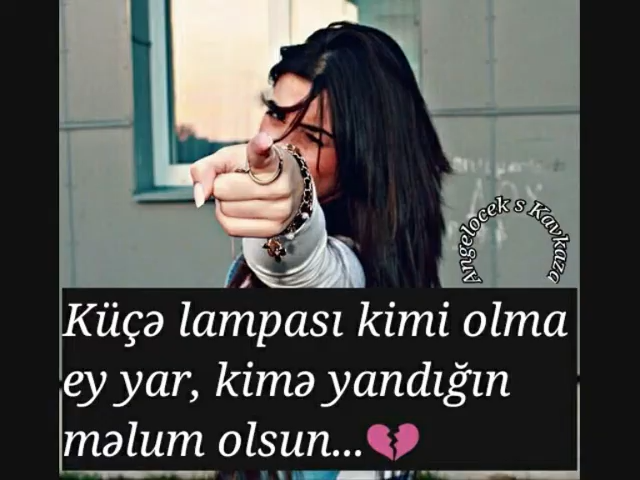 Angelocek s Kavkaza
Küçə lampası kimi olma
ey yar, kimə yandığın
məlum olsun...💔